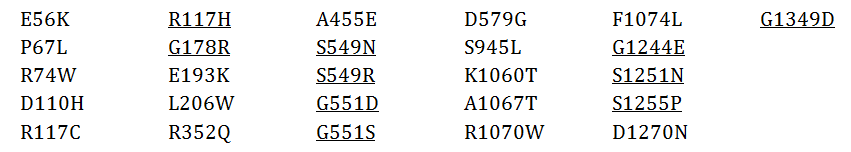 E56K R117H A455E D579G F1074L G1349D
P67L G178R S549N S945L G1244E
R74W E193K S549R K1060T S1251N
D110H L206W G551D A1067T S1255P
R117C R352Q G551S R1070W D1270N